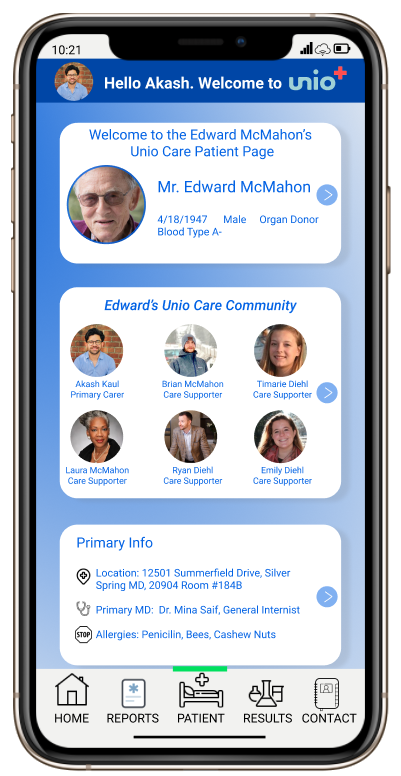 10:21
Hello Akash. Welcome to unio+
Welcome to the Edward McMahon's
Unio Care Patient Page
Mr. Edward McMahon
4/18/1947 Male Organ Donor
Blood Type A-
Edward's Unio Care Community
Akash Kaul
Primary Carer
Brian McMahon
Care Supporter
Timarie Diehl
Care Supporter
Laura McMahon
Care Supporter
Ryan Diehl
Care Supporter
Emily Diehl
Care Supporter
Primary Info
Location: 12501 Summerfield Drive, Silver
Spring MD, 20904 Room #184B
Primary MD: Dr. Mina Saif, General Internist
STOP Allergies: Penicilin, Bees, Cashew Nuts
HOME REPORTS PATIENT RESULTS CONTACT